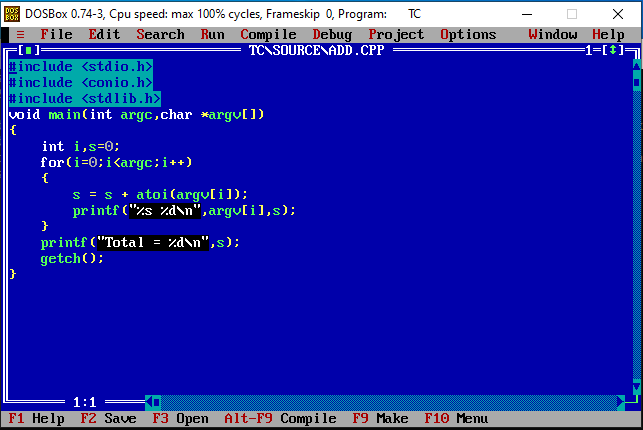 DOSBox 0.74-3, Cpu speed: max 100% cycles, Frameskip 0, Program: TC
≡ File Edit Search Run Compile Debug Project Options Window Help
[■] TC\SOURCE\ADD.CPP 1=[↕]
#include <stdio.h>
#include <conio.h>
#include <stdlib.h>
void main(int argc,char *argv[])
{
    int i,s=0;
    for(i=0;i<argc;i++)
    {
        s = s + atoi(argv[i]);
        printf("%s %d\n",argv[i],s);
    }
    printf("Total = %d\n",s);
    getch();
}
1:1
F1 Help F2 Save F3 Open Alt-F9 Compile F9 Make F10 Menu